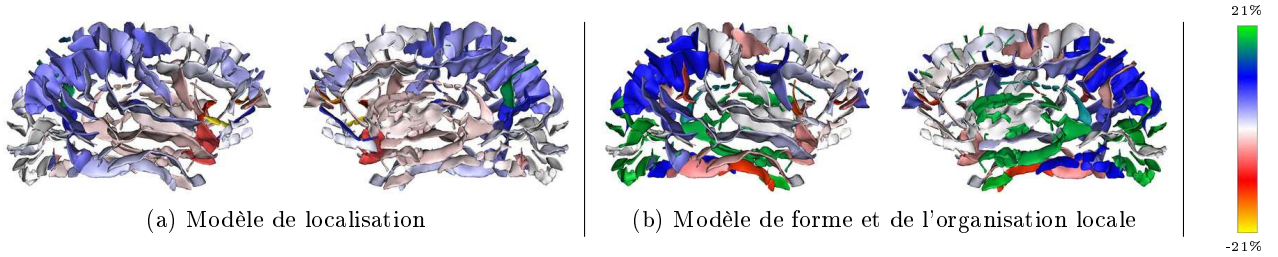 21%
(a) Modèle de localisation
(b) Modèle de forme et de l'organisation locale
-21%